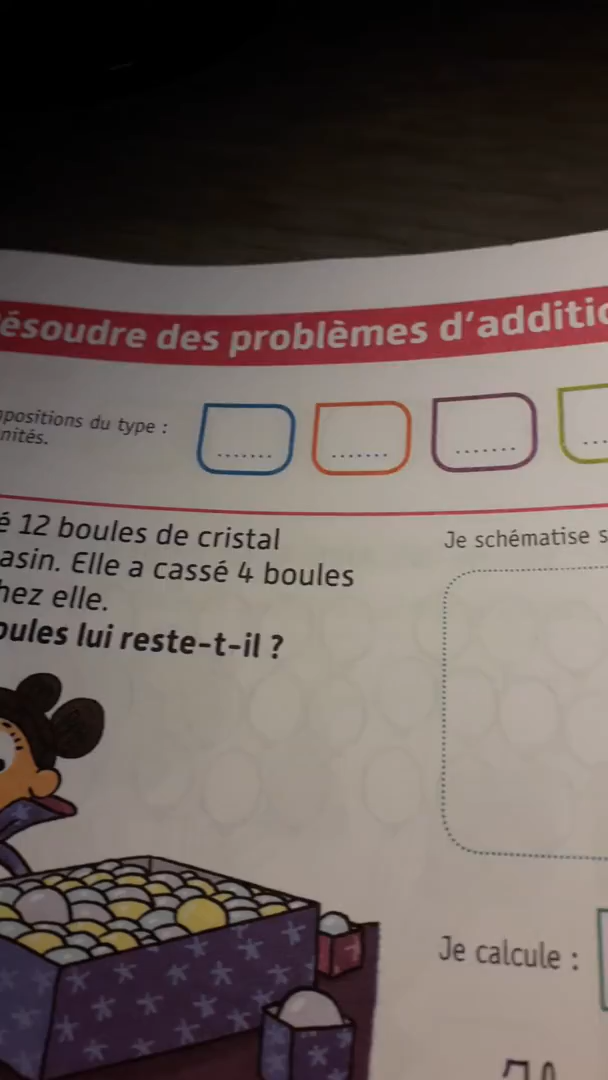 ésoudre des problèmes d'additio
positions du type :
nités.
.......
.......
.......
...
é 12 boules de cristal
asin. Elle a cassé 4 boules
hez elle.
oules lui reste-t-il ?
Je schématise s
Je calcule :